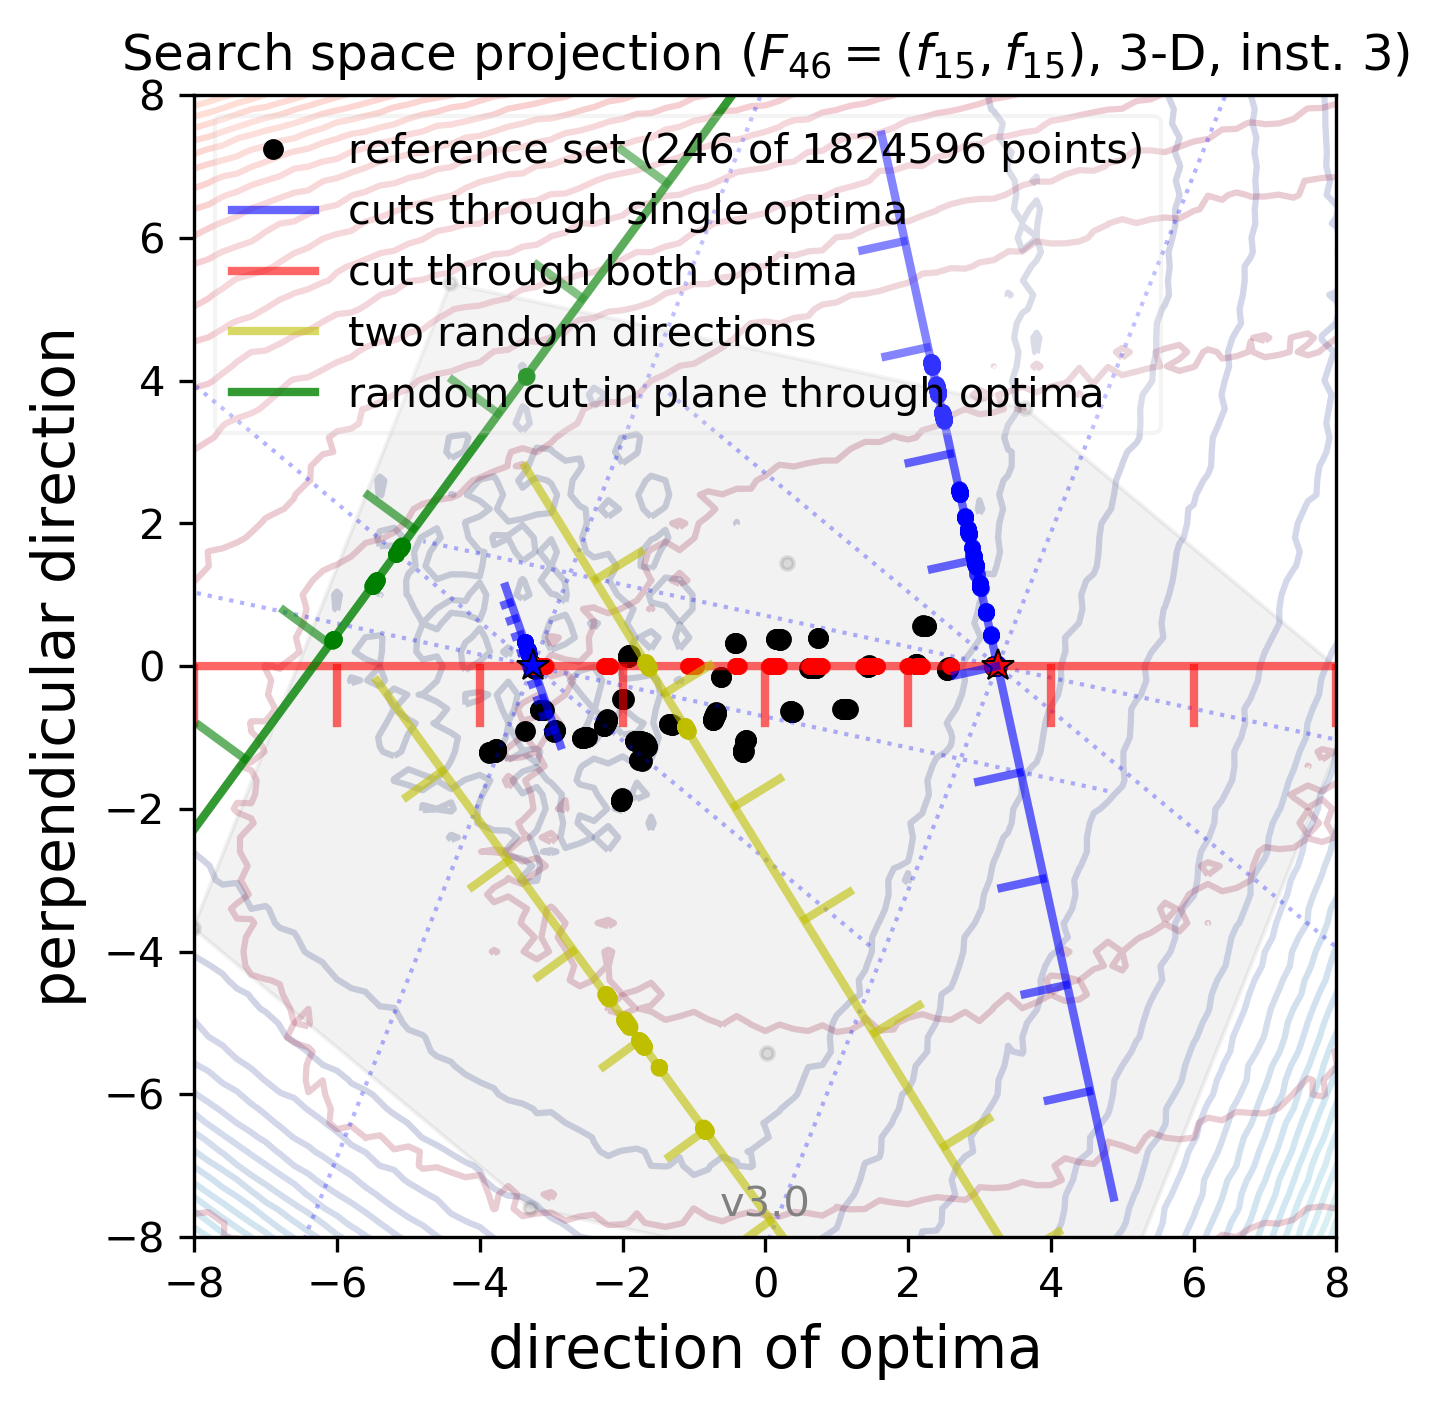 Search space projection (F46 = (f15, f15), 3-D, inst. 3)
reference set (246 of 1824596 points)
cuts through single optima
cut through both optima
two random directions
random cut in plane through optima
perpendicular direction
8
6
4
2
0
−2
−4
−6
−8
v3.0
−8 −6 −4 −2 0 2 4 6 8
direction of optima